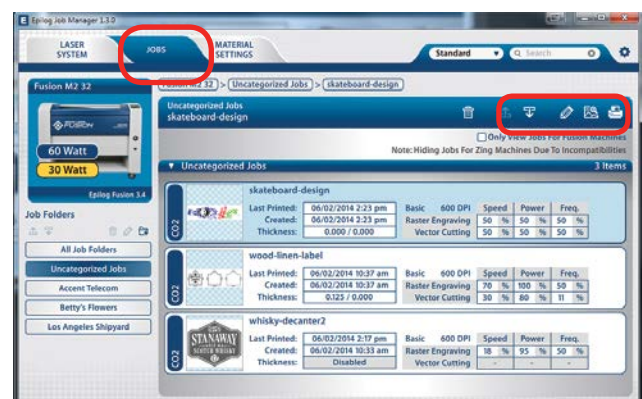 Epilog Job Manager 1.3.0
LASER SYSTEM
JOBS
MATERIAL SETTINGS
Standard
Search
Fusion M2 32
Fusion M2 32 > Uncategorized Jobs > skateboard-design
Uncategorized Jobs
skateboard-design
FUSION
60 Watt
30 Watt
Epilog Fusion 3.4
Only View Jobs For Fusion Machines
Note: Hiding Jobs For Zing Machines Due To Incompatibilities
Uncategorized Jobs 3 Items
Job Folders
All Job Folders
Uncategorized Jobs
Accent Telecom
Betty's Flowers
Los Angeles Shipyard
CO2
skateboard-design
Last Printed: 06/02/2014 2:23 pm Basic 600 DPI Speed Power Freq.
Created: 06/02/2014 2:23 pm Raster Engraving 50 % 50 % 50 %
Thickness: 0.000 / 0.000 Vector Cutting 50 % 50 % 50 %
CO2
wood-linen-label
Last Printed: 06/02/2014 10:37 am Basic 600 DPI Speed Power Freq.
Created: 06/02/2014 10:37 am Raster Engraving 70 % 100 % 50 %
Thickness: 0.125 / 0.000 Vector Cutting 30 % 80 % 11 %
CO2
STANAWAY
SCOTCH WHISKY
whisky-decanter2
Last Printed: 06/02/2014 2:17 pm Basic 600 DPI Speed Power Freq.
Created: 06/02/2014 10:33 am Raster Engraving 18 % 95 % 50 %
Thickness: Disabled Vector Cutting - - -